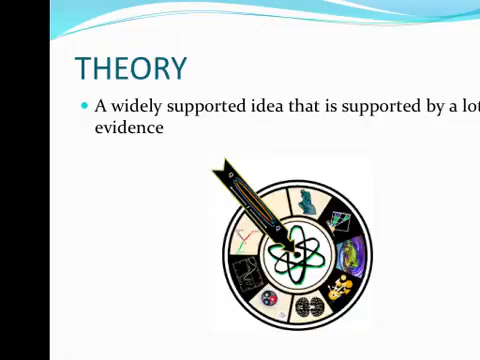 THEORY
A widely supported idea that is supported by a lot
evidence